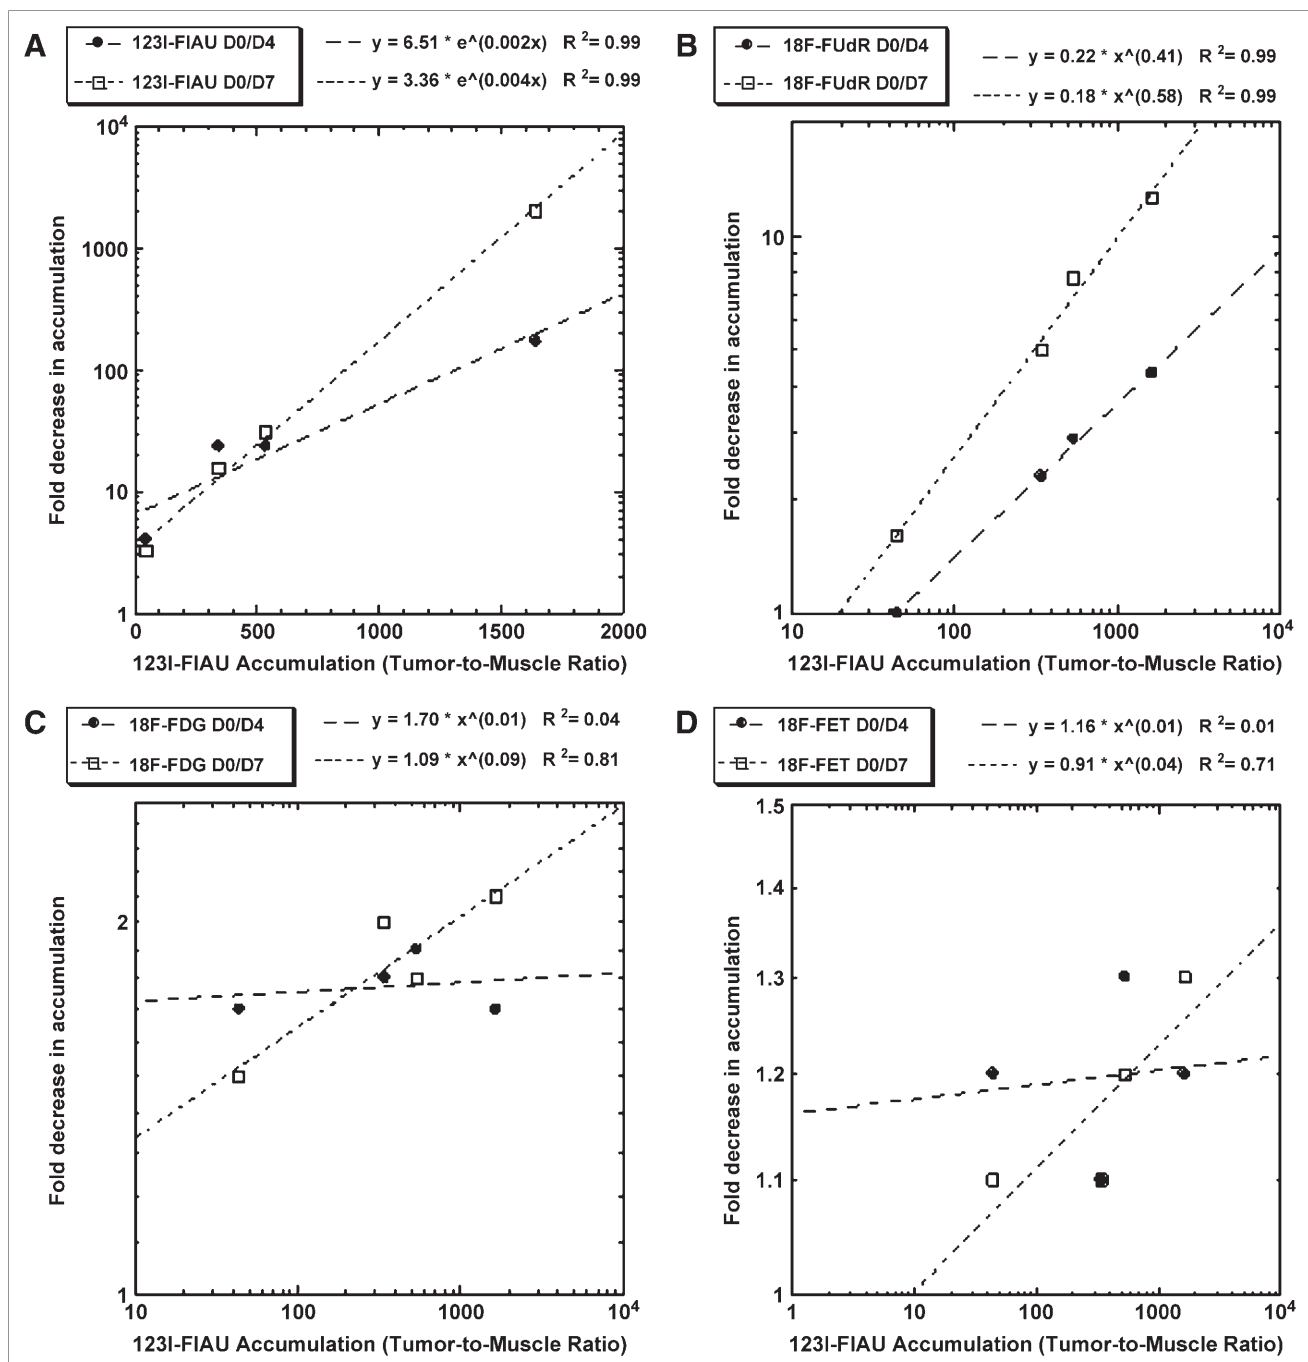 A
123I-FIAU D0/D4
123I-FIAU D0/D7
y = 6.51 * e^(0.002x) R 2= 0.99
y = 3.36 * e^(0.004x) R 2= 0.99
Fold decrease in accumulation
10 4
1000
100
10
1
0 500 1000 1500 2000
123I-FIAU Accumulation (Tumor-to-Muscle Ratio)
B
18F-FUdR D0/D4
18F-FUdR D0/D7
y = 0.22 * x^(0.41) R 2= 0.99
y = 0.18 * x^(0.58) R 2= 0.99
Fold decrease in accumulation
10
1
10 100 1000 10 4
123I-FIAU Accumulation (Tumor-to-Muscle Ratio)
C
18F-FDG D0/D4
18F-FDG D0/D7
y = 1.70 * x^(0.01) R 2= 0.04
y = 1.09 * x^(0.09) R 2= 0.81
Fold decrease in accumulation
2
1
10 100 1000 10 4
123I-FIAU Accumulation (Tumor-to-Muscle Ratio)
D
18F-FET D0/D4
18F-FET D0/D7
y = 1.16 * x^(0.01) R 2= 0.01
y = 0.91 * x^(0.04) R 2= 0.71
Fold decrease in accumulation
1.5
1.4
1.3
1.2
1.1
1
1 10 100 1000 10 4
123I-FIAU Accumulation (Tumor-to-Muscle Ratio)